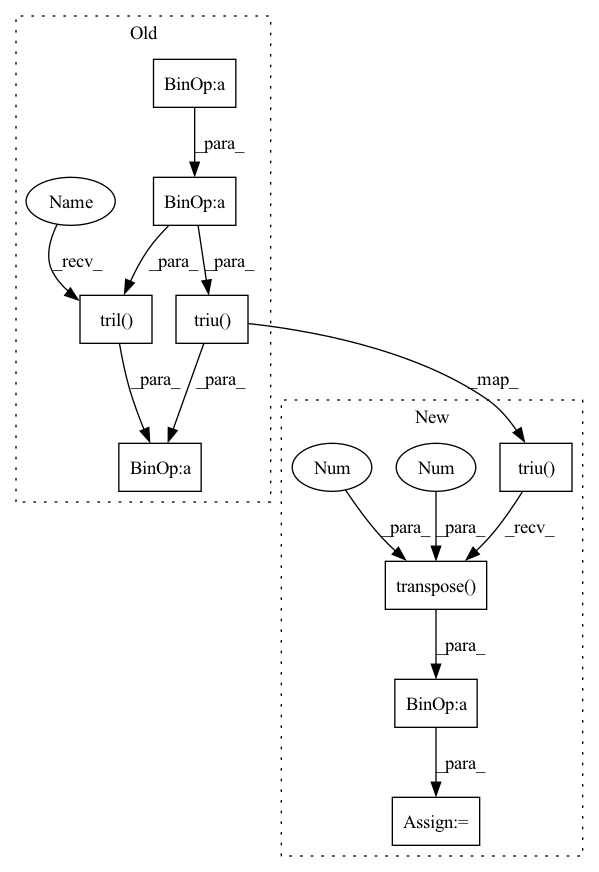 Old
BinOp:a
_para_
Name
BinOp:a
_recv_
_para_
_para_
tril()
triu()
_map_
_para_
_para_
New
BinOp:a
Num
Num
triu()
_para_
_para_
_recv_
transpose()
_para_
BinOp:a
_para_
Assign:=